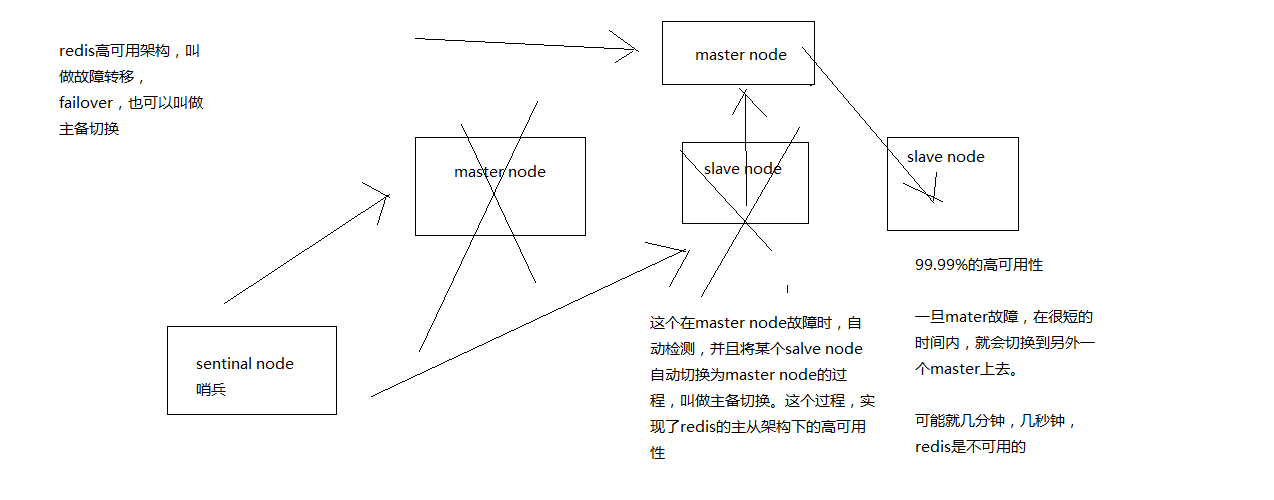 redis高可用架构，叫
做故障转移，
failover，也可以叫做
主备切换
master node
master node
slave node
slave node
sentinal node
哨兵
这个在master node故障时，自
动检测，并且将某个salve node
自动切换为master node的过
程，叫做主备切换。这个过程，实
现了redis的主从架构下的高可用
性
99.99%的高可用性
一旦mater故障，在很短的
时间内，就会切换到另外一
个master上去。
可能就几分钟，几秒钟，
redis是不可用的